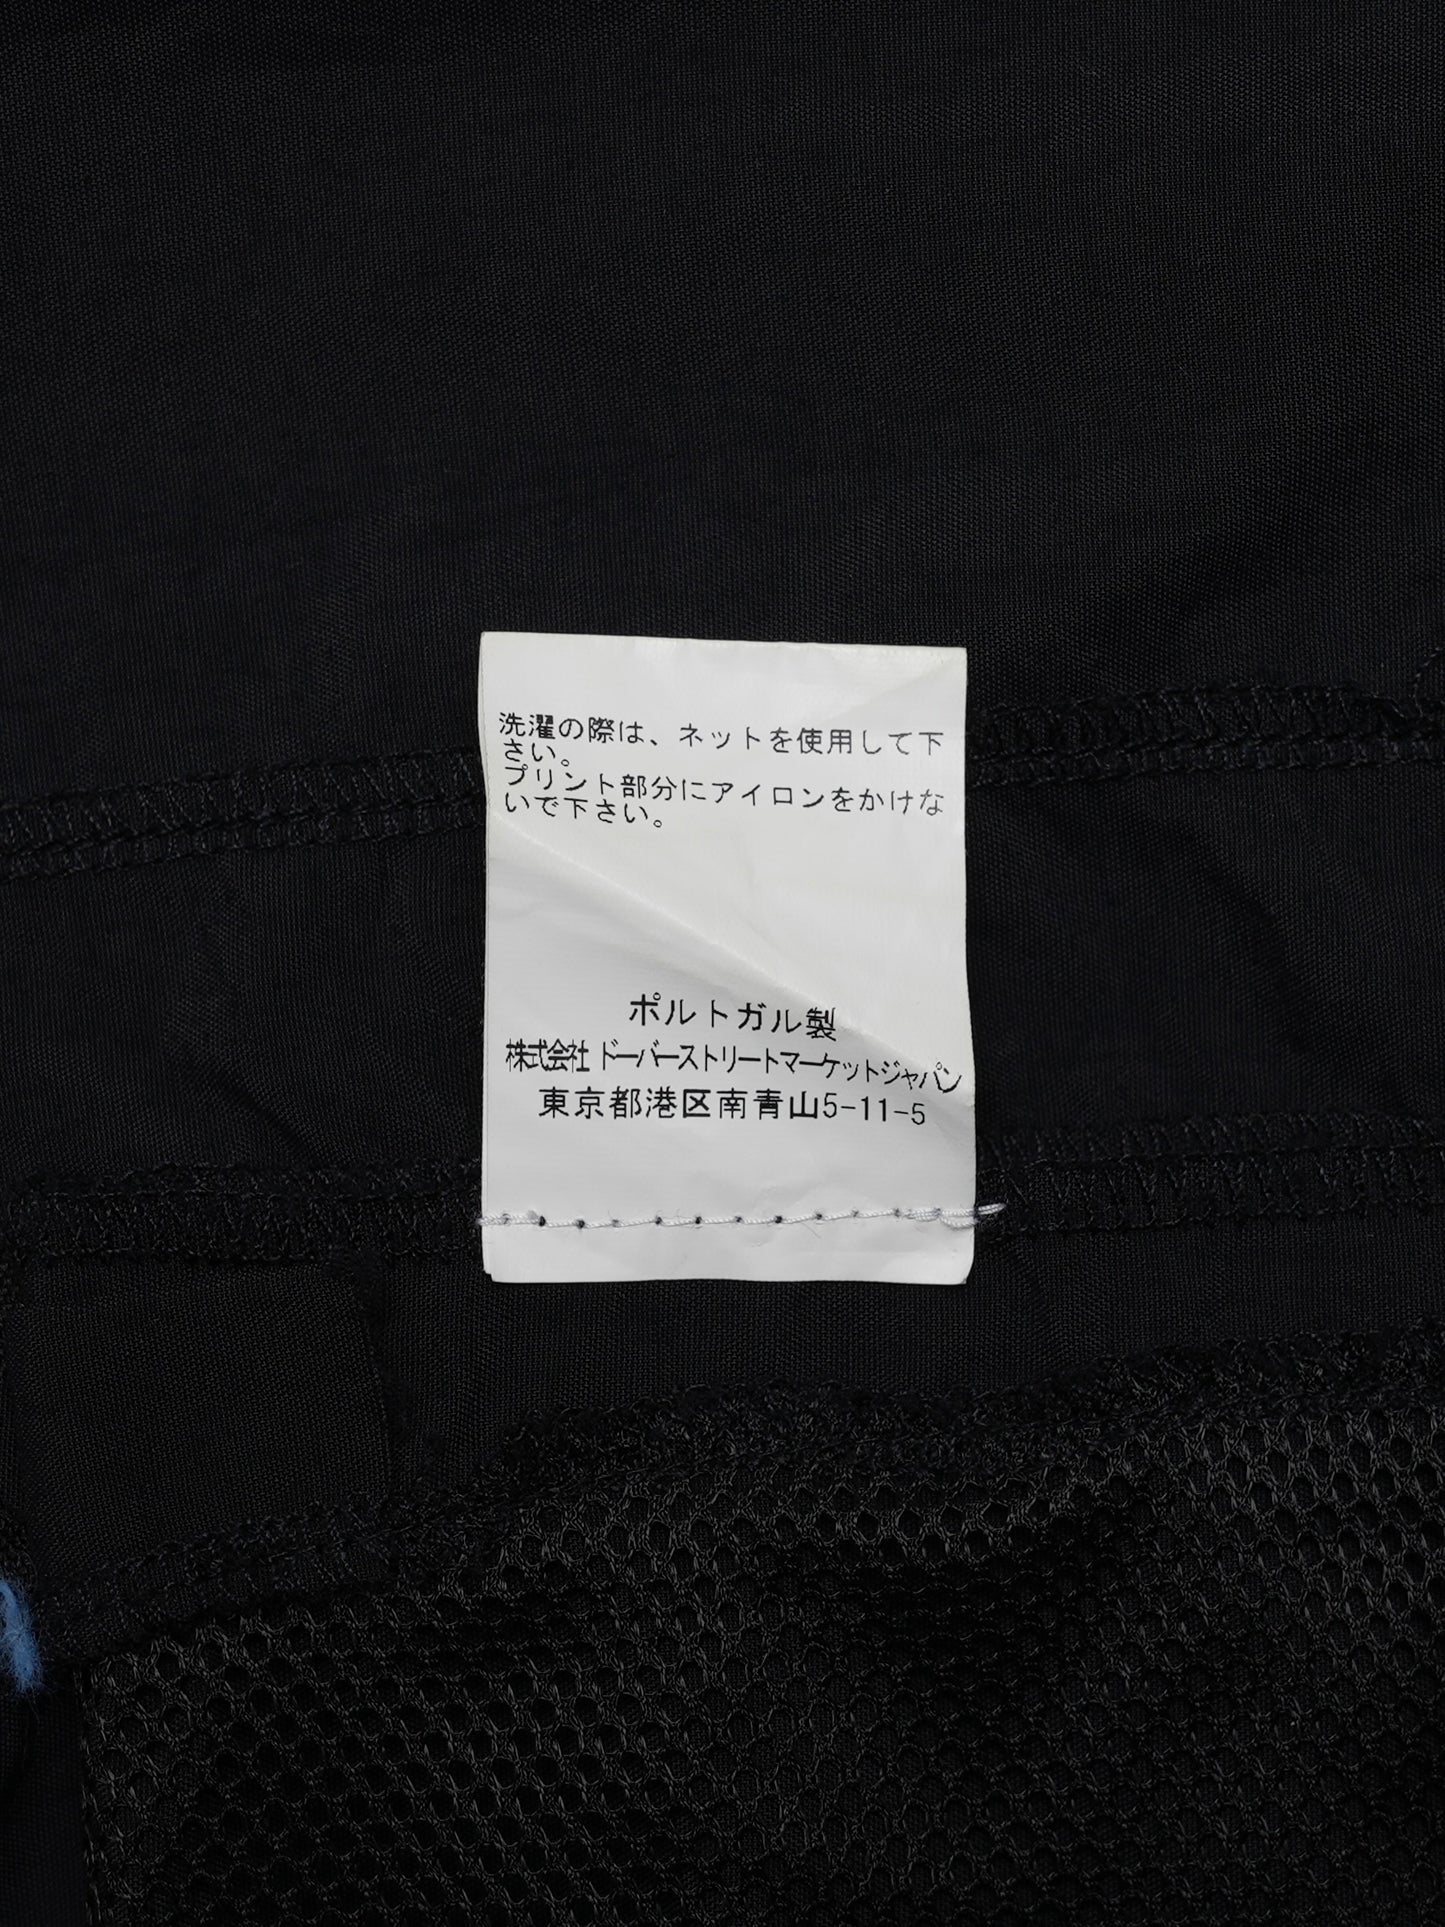 洗濯の際は、ネットを使用して下
さい。
プリント部分にアイロンをかけな
いで下さい。
ポルトガル製
株式会社 ドーバーストリートマーケットジャパン
東京都港区南青山5-11-5